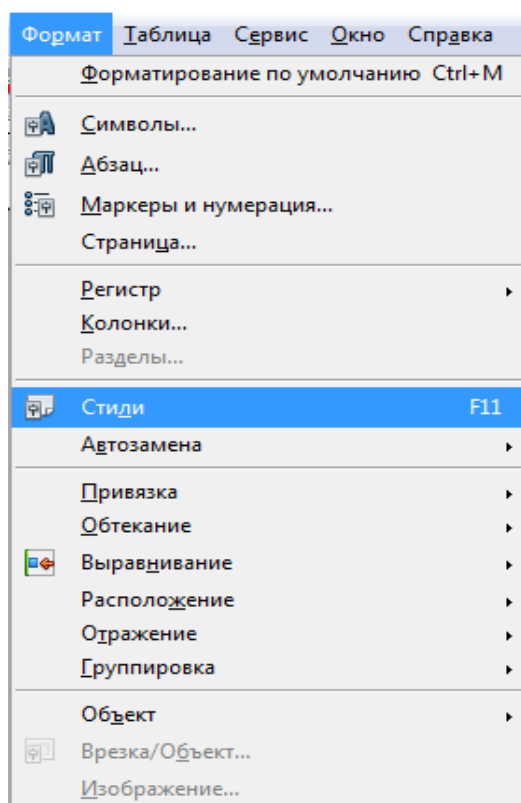 Формат Таблица Сервис Окно Справка
Форматирование по умолчанию Ctrl+M
Символы...
Абзац...
Маркеры и нумерация...
Страница...
Регистр
Колонки...
Разделы...
Стили F11
Автозамена
Привязка
Обтекание
Выравнивание
Расположение
Отражение
Группировка
Объект
Врезка/Объект...
Изображение...